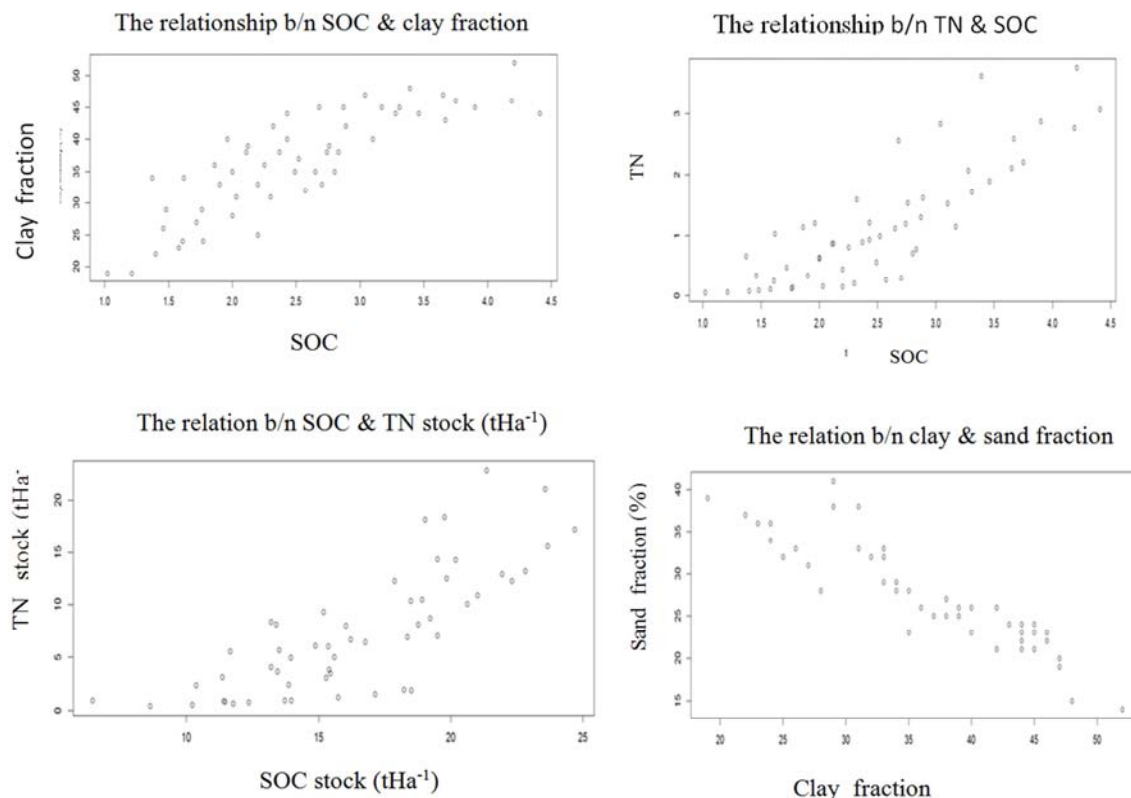 The relationship b/n SOC & clay fraction
Clay fraction
20 25 30 35 40 45 50
1.0 1.5 2.0 2.5 3.0 3.5 4.0 4.5
SOC
The relationship b/n TN & SOC
TN
0 1 2 3
1.0 1.5 2.0 2.5 3.0 3.5 4.0 4.5
SOC
The relation b/n SOC & TN stock (tHa-1)
TN stock (tHa-
0 5 10 15 20
10 15 20 25
SOC stock (tHa-1)
The relation b/n clay & sand fraction
Sand fraction (%)
15 20 25 30 35 40
20 25 30 35 40 45 50
Clay fraction